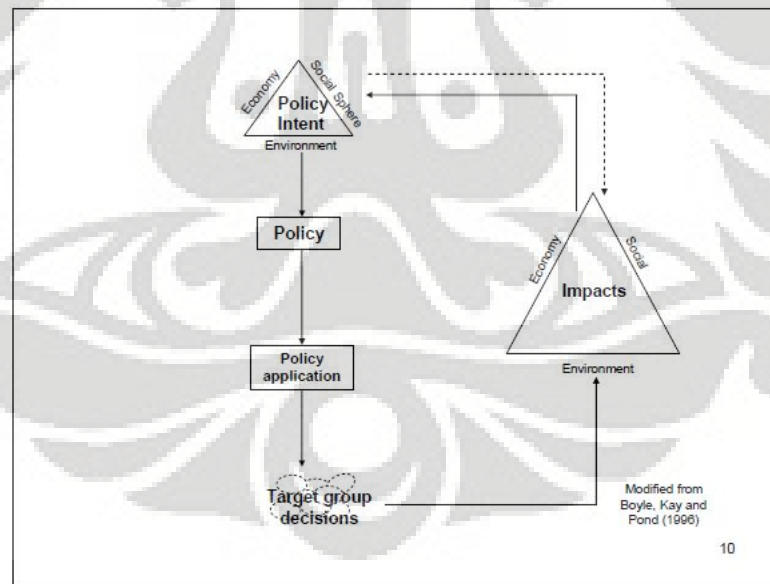 Economy
Social Sphere
Policy
Intent
Environment
Policy
Policy
application
Target group
decisions
Economy
Social
Impacts
Environment
Modified from
Boyle, Kay and
Pond (1996)
10